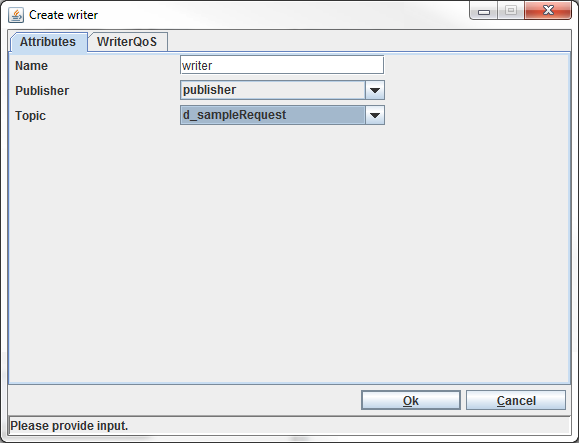 Create writer
Attributes WriterQoS
Name writer
Publisher publisher
Topic d_sampleRequest
Ok Cancel
Please provide input.